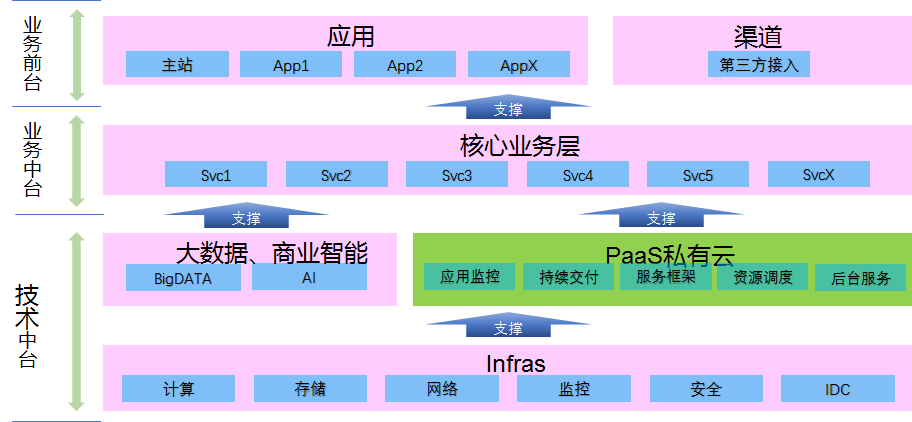 业务前台
应用
主站
App1
App2
AppX
渠道
第三方接入
支撑
业务中台
核心业务层
Svc1
Svc2
Svc3
Svc4
Svc5
SvcX
支撑
支撑
技术中台
大数据、商业智能
BigDATA
AI
PaaS私有云
应用监控
持续交付
服务框架
资源调度
后台服务
支撑
Infras
计算
存储
网络
监控
安全
IDC